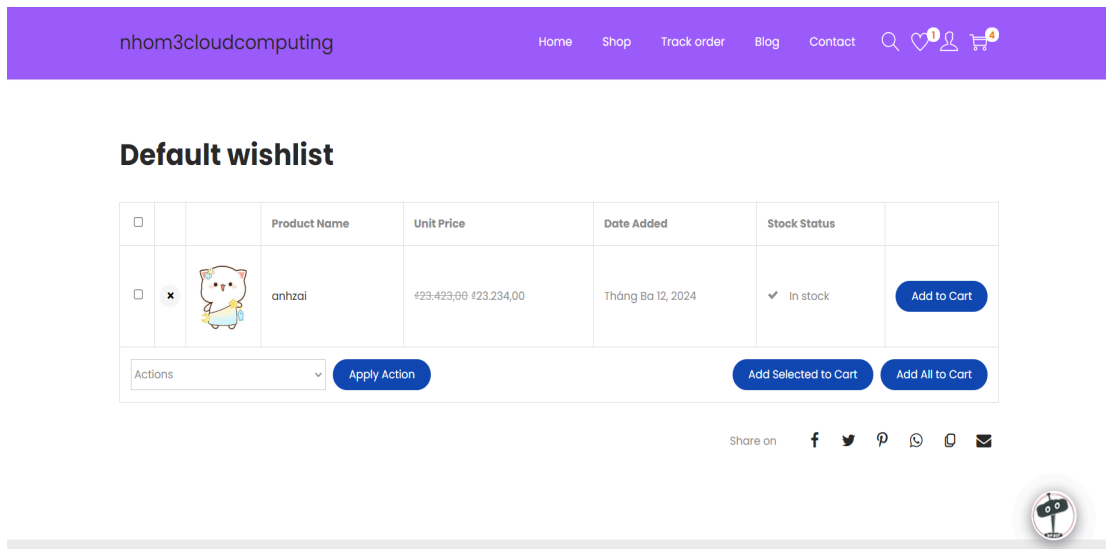 nhom3cloudcomputing
Home Shop Track order Blog Contact 1 4
Default wishlist
Product Name Unit Price Date Added Stock Status
anhzai ₫23.423,00 ₫23.234,00 Tháng Ba 12, 2024 In stock Add to Cart
Actions Apply Action Add Selected to Cart Add All to Cart
Share on